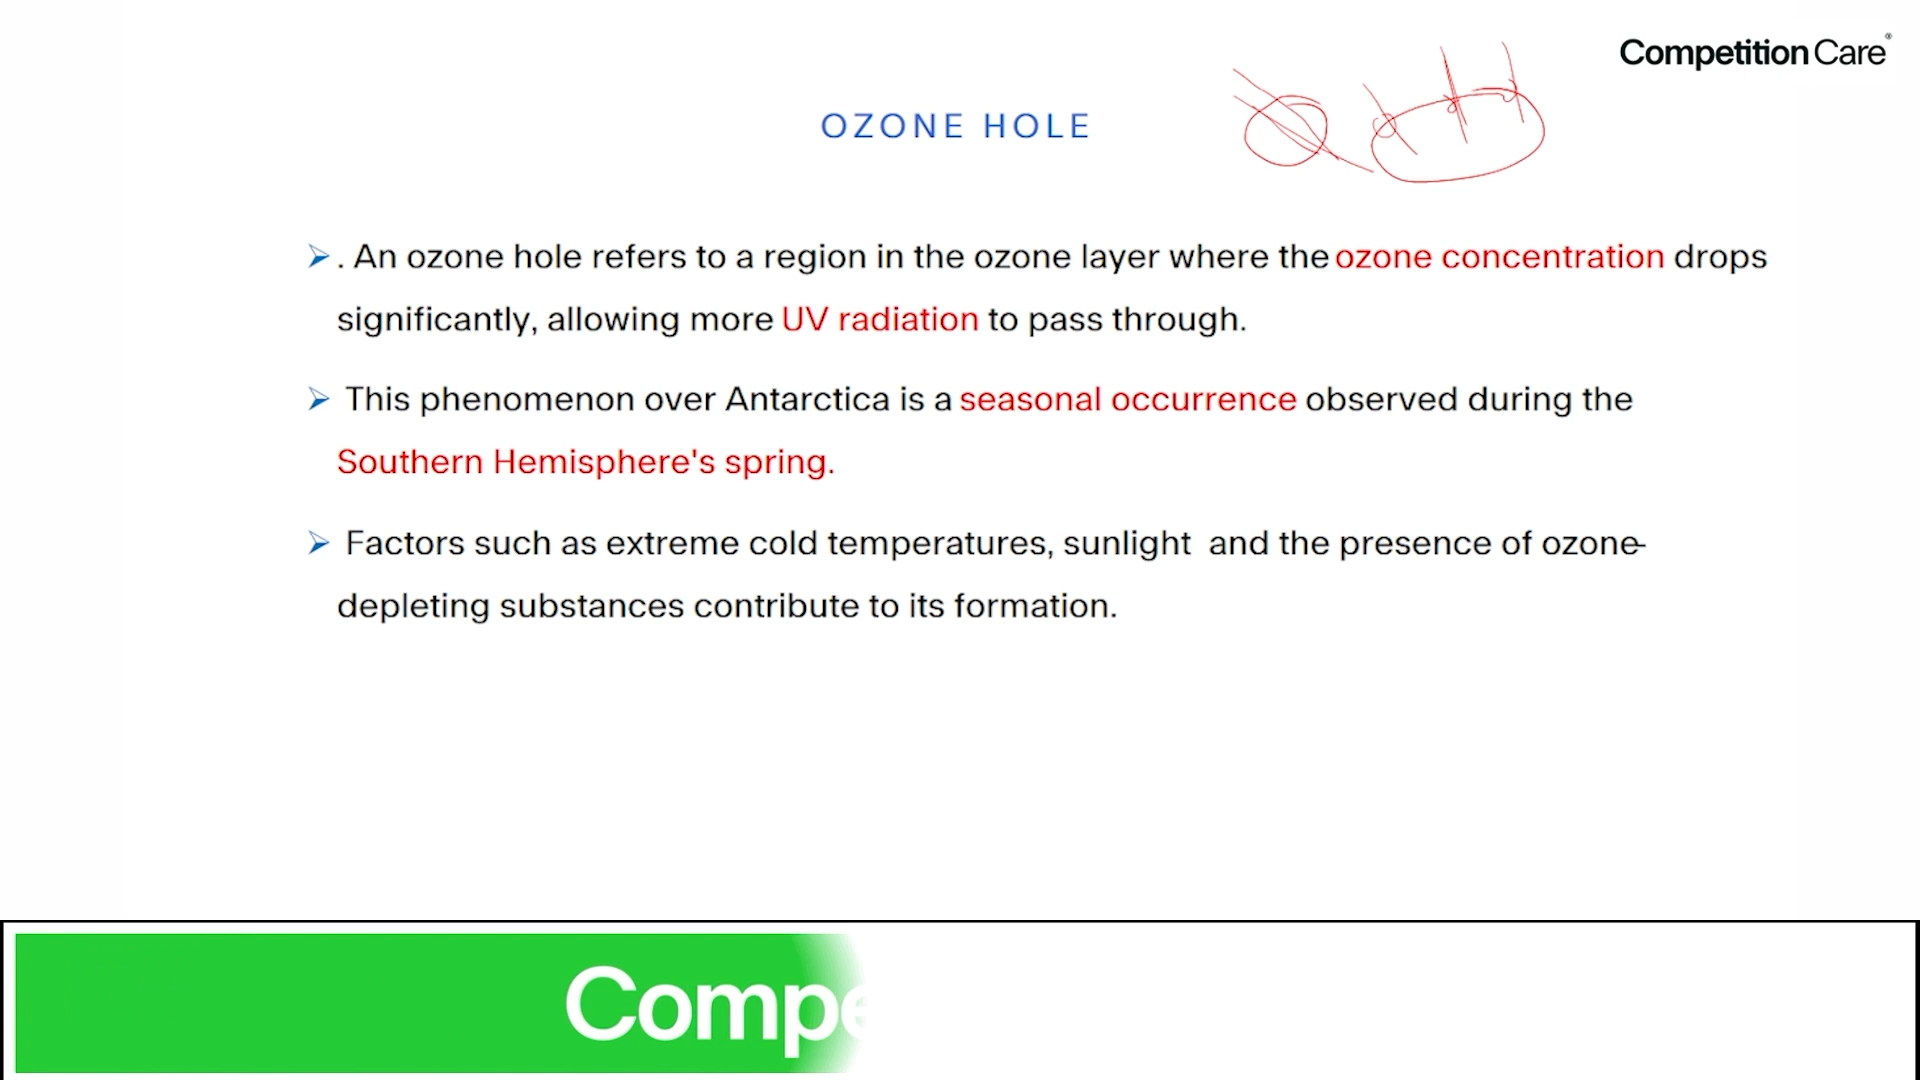 Competition Care®
OZONE HOLE
. An ozone hole refers to a region in the ozone layer where the ozone concentration drops
significantly, allowing more UV radiation to pass through.
This phenomenon over Antarctica is a seasonal occurrence observed during the
Southern Hemisphere's spring.
Factors such as extreme cold temperatures, sunlight and the presence of ozone-
depleting substances contribute to its formation.
Compe